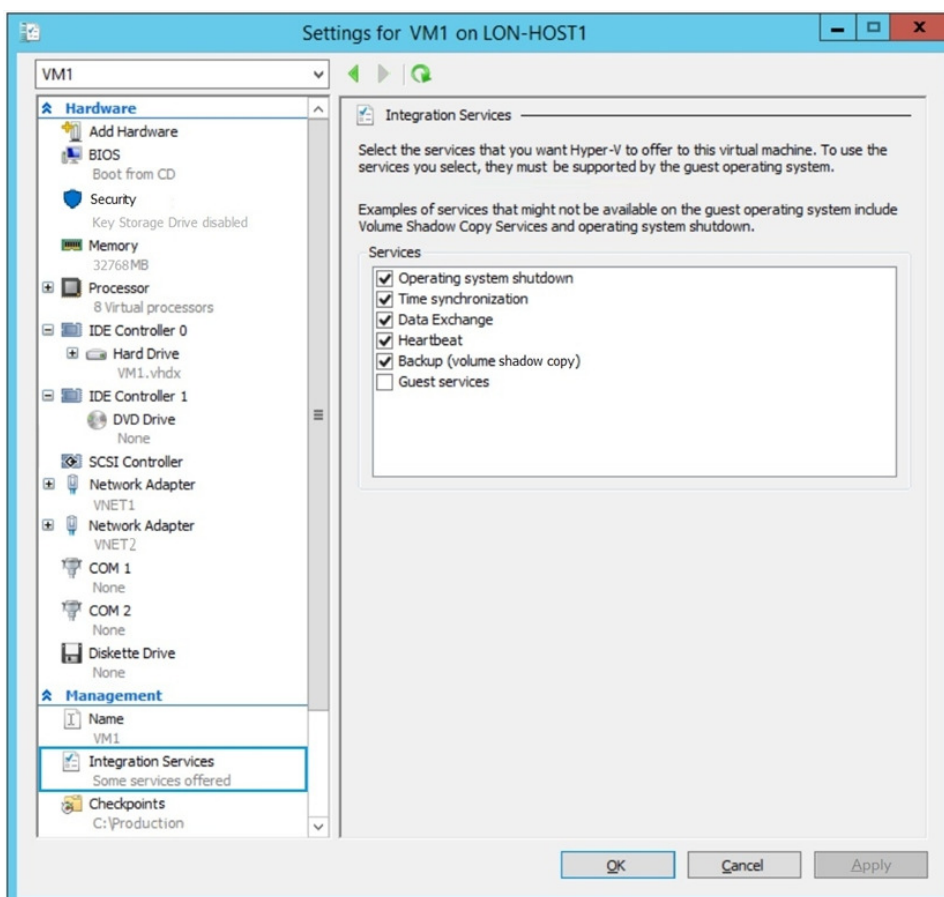 Settings for VM1 on LON-HOST1
VM1
Hardware
Add Hardware
BIOS
Boot from CD
Security
Key Storage Drive disabled
Memory
32768MB
Processor
8 Virtual processors
IDE Controller 0
Hard Drive
VM1.vhdx
IDE Controller 1
DVD Drive
None
SCSI Controller
Network Adapter
VNET1
Network Adapter
VNET2
COM 1
None
COM 2
None
Diskette Drive
None
Management
Name
VM1
Integration Services
Some services offered
Checkpoints
C:\Production
Integration Services
Select the services that you want Hyper-V to offer to this virtual machine. To use the
services you select, they must be supported by the guest operating system.
Examples of services that might not be available on the guest operating system include
Volume Shadow Copy Services and operating system shutdown.
Services
Operating system shutdown
Time synchronization
Data Exchange
Heartbeat
Backup (volume shadow copy)
Guest services
OK
Cancel
Apply